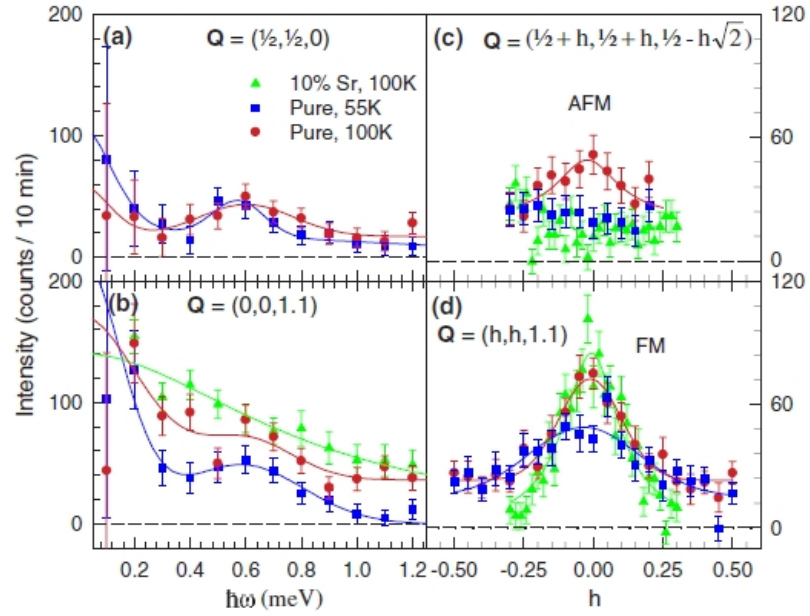 200
120
(a)
Q = (½,½,0)
(c)
Q = (½ + h, ½ + h, ½ - h√2)
10% Sr, 100K
Pure, 55K
Pure, 100K
AFM
100
60
0
0
200
120
(b)
Q = (0,0,1.1)
(d)
Q = (h,h,1.1)
FM
100
60
0
0
Intensity (counts / 10 min)
0.2 0.4 0.6 0.8 1.0 1.2 -0.50 -0.25 0.00 0.25 0.50
ħω (meV)
h